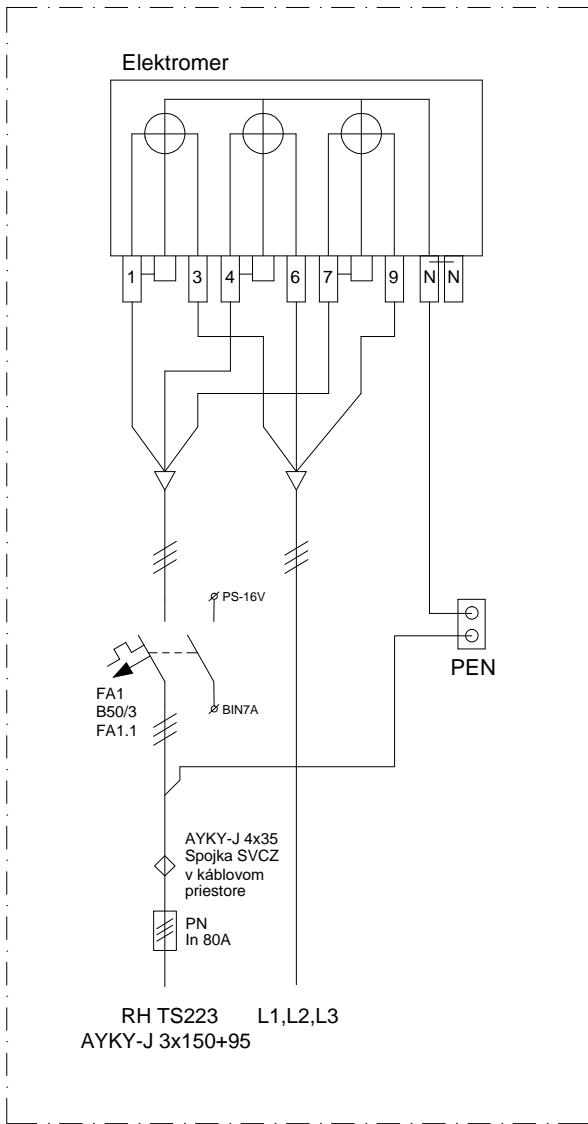 Elektromer
1 3 4 6 7 9 N N
PS-16V
FA1
B50/3
FA1.1
BIN7A
PEN
AYKY-J 4x35
Spojka SVCZ
v káblovom
priestore
PN
In 80A
RH TS223
AYKY-J 3x150+95
L1,L2,L3